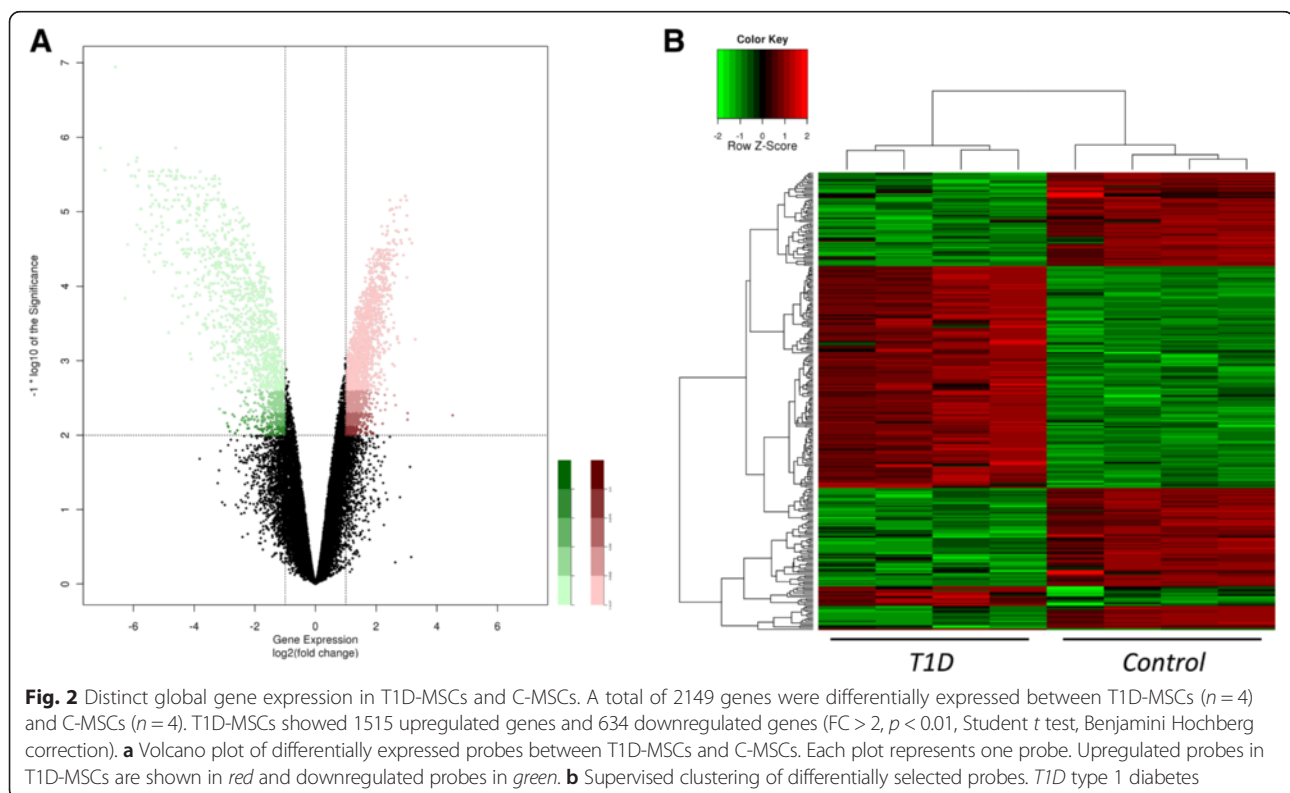 A
7
6
5
4
3
2
1
0
-1 * log10 of the Significance
-6
-4
-2
0
2
4
6
Gene Expression
log2(fold change)
B
Color Key
-2
-1
0
1
2
Row Z-Score
T1D
Control
Fig. 2 Distinct global gene expression in T1D-MSCs and C-MSCs. A total of 2149 genes were differentially expressed between T1D-MSCs (n = 4)
and C-MSCs (n = 4). T1D-MSCs showed 1515 upregulated genes and 634 downregulated genes (FC > 2, p < 0.01, Student t test, Benjamini Hochberg
correction). a Volcano plot of differentially expressed probes between T1D-MSCs and C-MSCs. Each plot represents one probe. Upregulated probes in
T1D-MSCs are shown in red and downregulated probes in green. b Supervised clustering of differentially selected probes. T1D type 1 diabetes